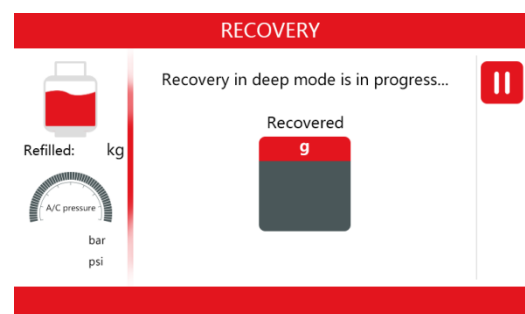 RECOVERY
Refilled: kg
A/C pressure
bar
psi
Recovery in deep mode is in progress...
Recovered
g